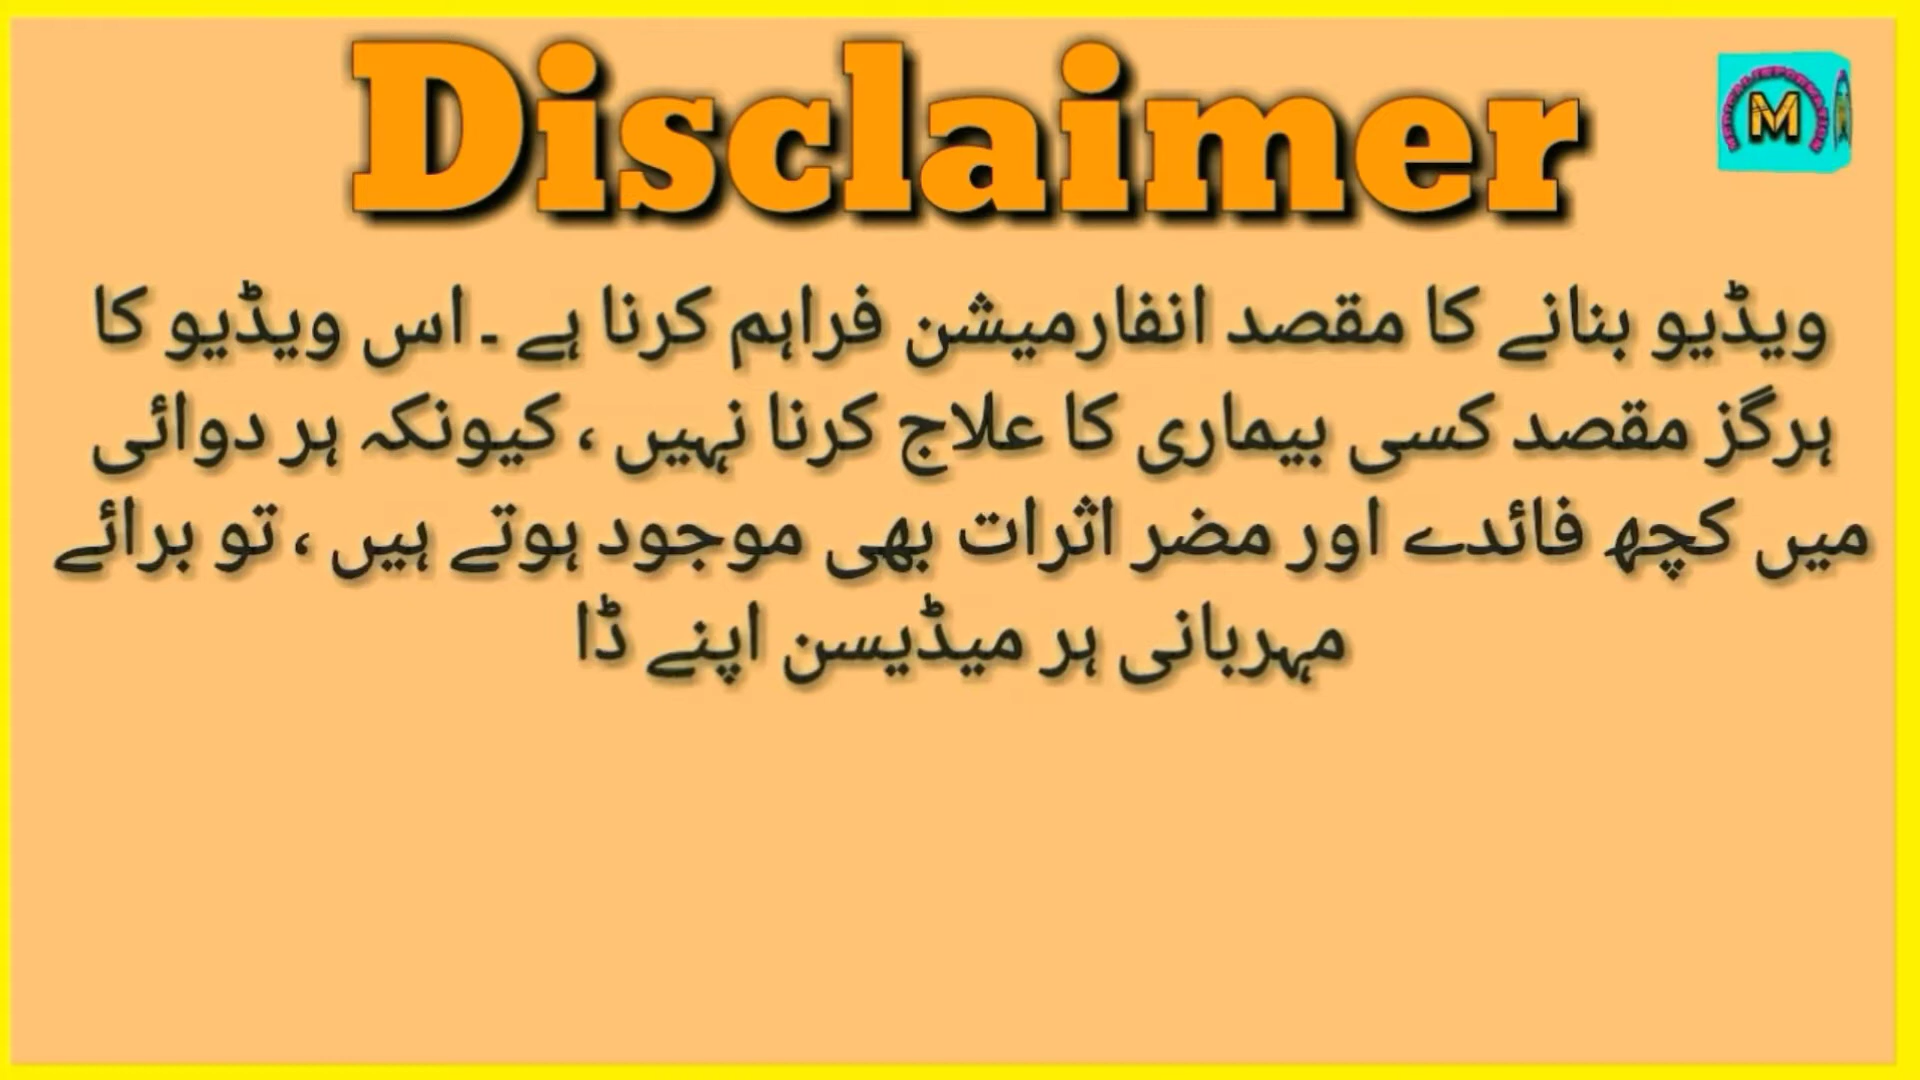 Disclaimer
MEDICAL INFORMATION
M
ویڈیو بنانے کا مقصد انفارمیشن فراہم کرنا ہے ۔ اس ویڈیو کا
ہرگز مقصد کسی بیماری کا علاج کرنا نہیں ، کیونکہ ہر دوائی
میں کچھ فائدے اور مضر اثرات بھی موجود ہوتے ہیں ، تو برائے
مہربانی ہر میڈیسن اپنے ڈا